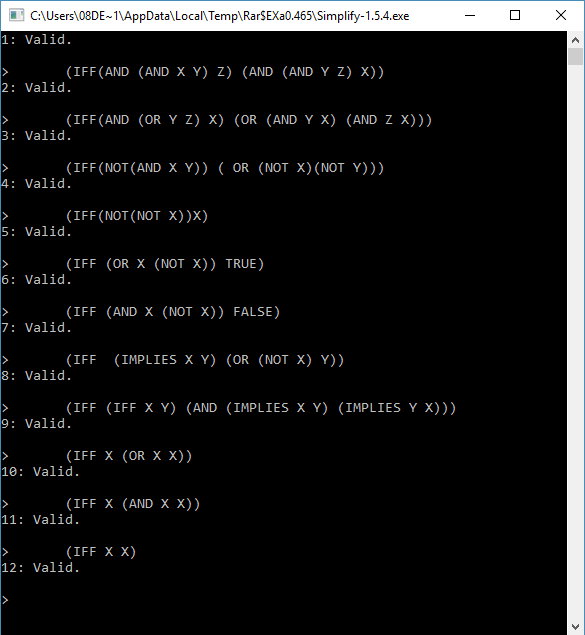 C:\Users\08DE~1\AppData\Local\Temp\Rar$EXa0.465\Simplify-1.5.4.exe
1: Valid.
>       (IFF(AND (AND X Y) Z) (AND (AND Y Z) X))
2: Valid.
>       (IFF(AND (OR Y Z) X) (OR (AND Y X) (AND Z X)))
3: Valid.
>       (IFF(NOT(AND X Y)) ( OR (NOT X)(NOT Y)))
4: Valid.
>       (IFF(NOT(NOT X))X)
5: Valid.
>       (IFF (OR X (NOT X)) TRUE)
6: Valid.
>       (IFF (AND X (NOT X)) FALSE)
7: Valid.
>       (IFF  (IMPLIES X Y) (OR (NOT X) Y))
8: Valid.
>       (IFF (IFF X Y) (AND (IMPLIES X Y) (IMPLIES Y X)))
9: Valid.
>       (IFF X (OR X X))
10: Valid.
>       (IFF X (AND X X))
11: Valid.
>       (IFF X X)
12: Valid.
>